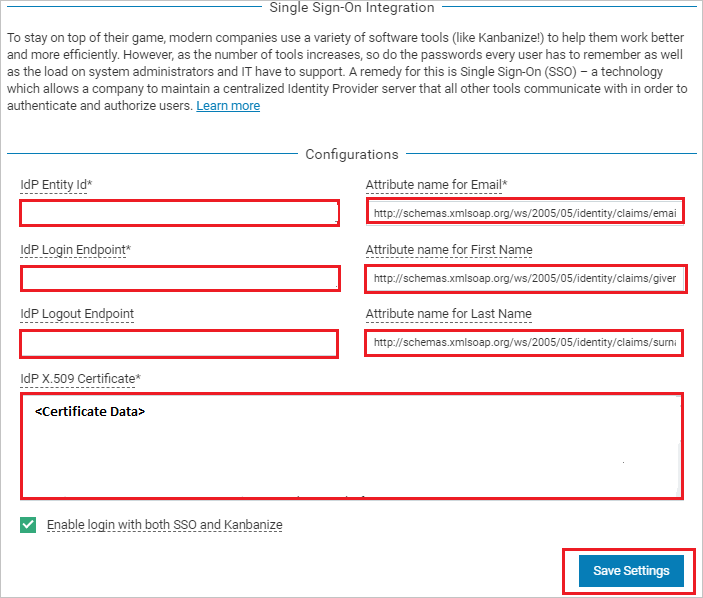 Single Sign-On Integration
To stay on top of their game, modern companies use a variety of software tools (like Kanbanize!) to help them work better
and more efficiently. However, as the number of tools increases, so do the passwords every user has to remember as well
as the load on system administrators and IT have to support. A remedy for this is Single Sign-On (SSO) – a technology
which allows a company to maintain a centralized Identity Provider server that all other tools communicate with in order to
authenticate and authorize users. Learn more
Configurations
IdP Entity Id*
Attribute name for Email*
http://schemas.xmlsoap.org/ws/2005/05/identity/claims/emai
IdP Login Endpoint*
Attribute name for First Name
http://schemas.xmlsoap.org/ws/2005/05/identity/claims/giver
IdP Logout Endpoint
Attribute name for Last Name
http://schemas.xmlsoap.org/ws/2005/05/identity/claims/surna
IdP X.509 Certificate*
<Certificate Data>
Enable login with both SSO and Kanbanize
Save Settings